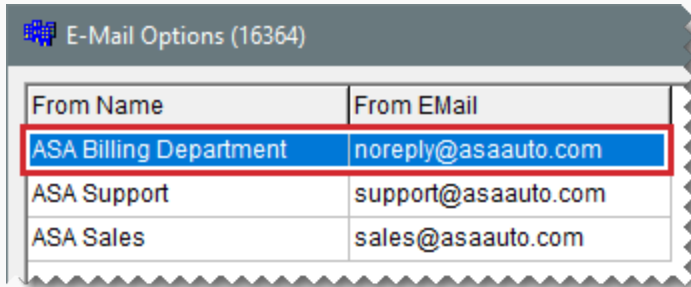 E-Mail Options (16364)
From Name From EMail
ASA Billing Department noreply@asaauto.com
ASA Support support@asaauto.com
ASA Sales sales@asaauto.com